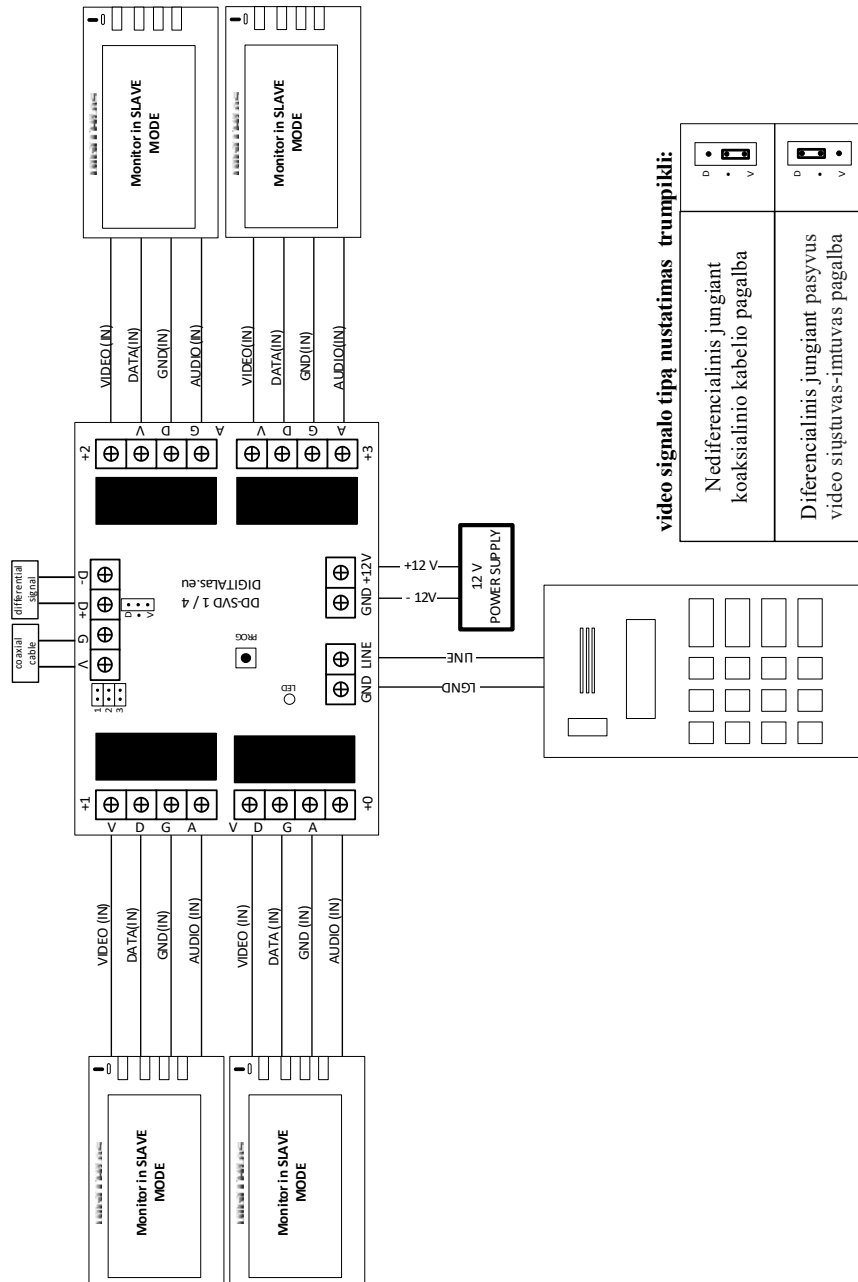 Monitor in SLAVE
MODE
Monitor in SLAVE
MODE
VIDEO (IN)
DATA(IN)
GND(IN)
AUDIO(IN)
VIDEO(IN)
DATA(IN)
G ND(IN)
AUDIO(IN)
+2
V
D
G
A
V
D
G
A
+3
differential
signal
coaxial
cable
D-
D+
G
V
D
•
V
1
2
3
DD-SVD 1 / 4
DIGITALas.eu
PROG
LED
GND +12V
GND LINE
+12 V
- 12V
12 V
POWER SUPPLY
LINE
LGND
+1
V
D
G
A
V
D
G
A
+0
VIDEO (IN)
DATA(IN)
GND(IN)
AUDIO (IN)
VIDEO (IN)
DATA (IN)
GND (IN)
AUDIO (IN)
Monitor in SLAVE
MODE
Monitor in SLAVE
MODE
video signalo tipą nustatimas trumpikli:
Nediferencialinis jungiant
koaksialinio kabelio pagalba
D
•
V
Diferencialinis jungiant pasyvus
video siųstuvas-imtuvas pagalba
D
•
V